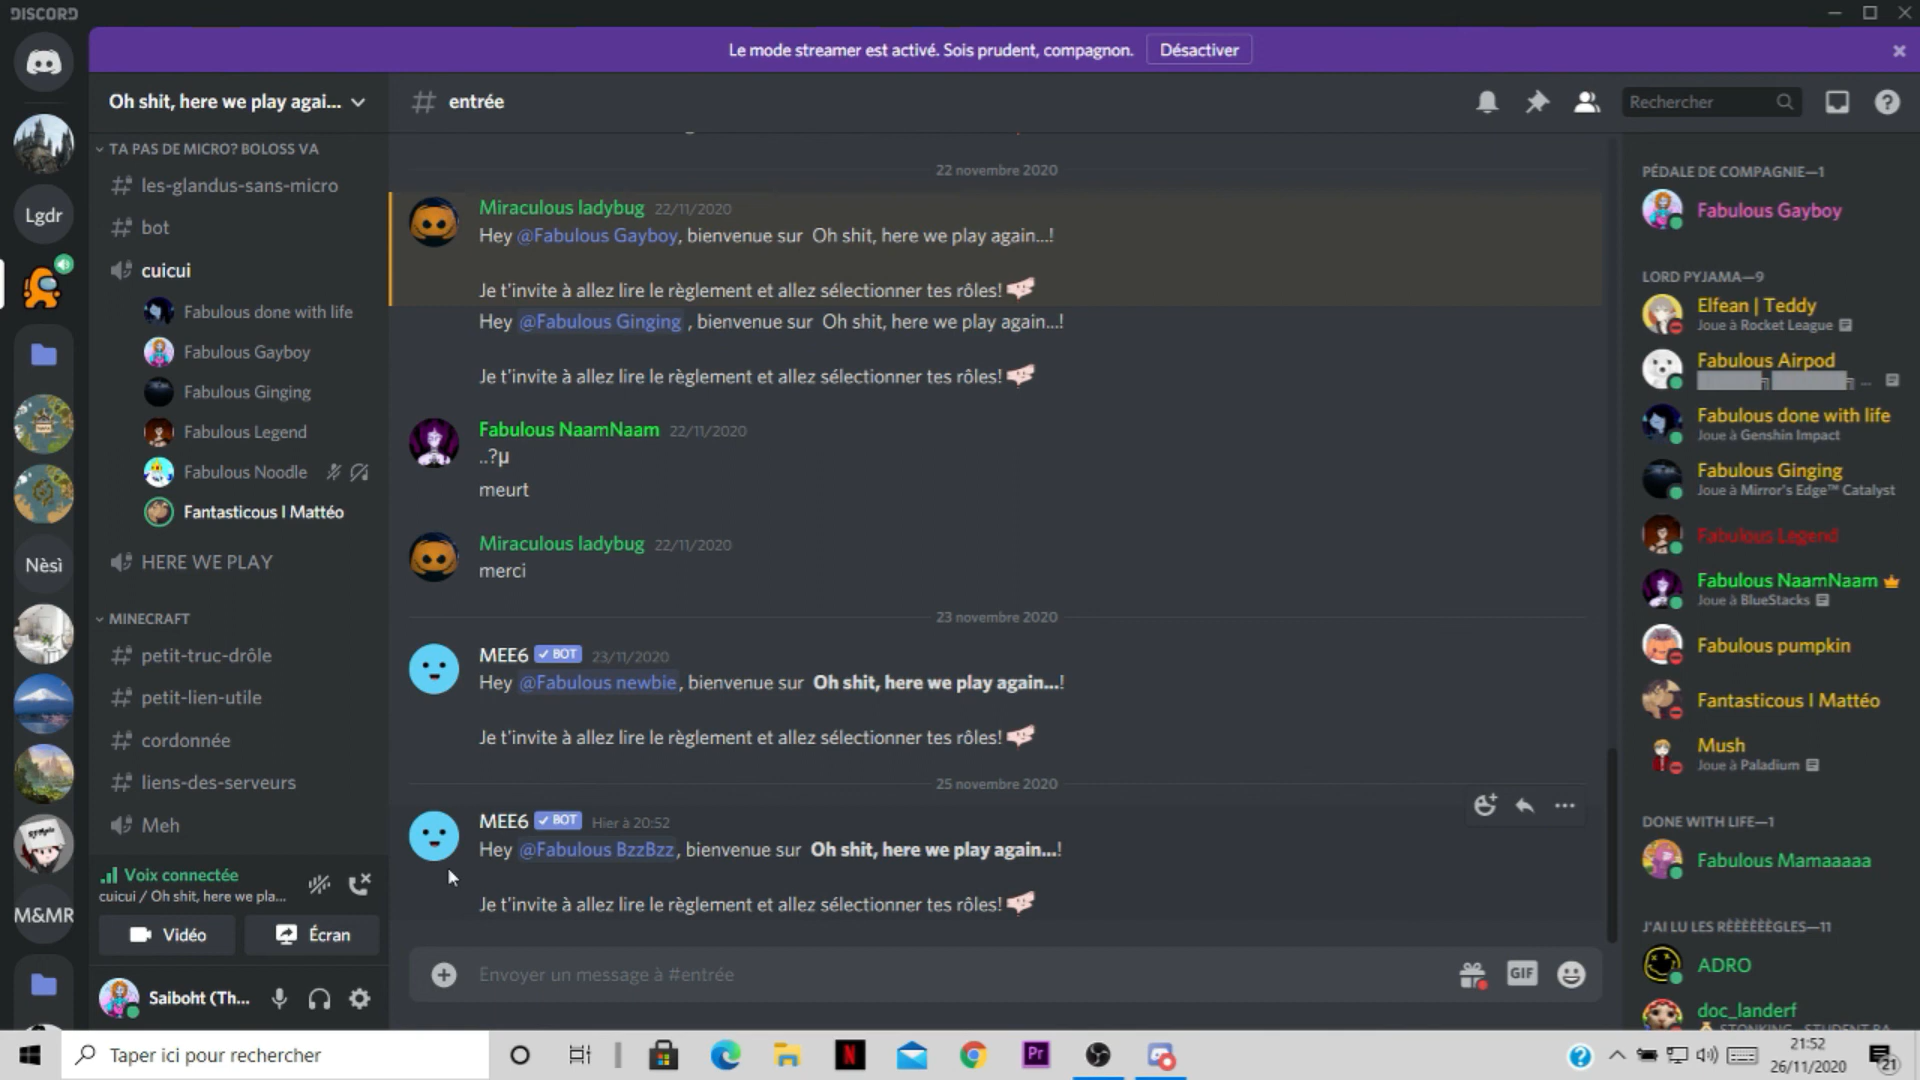 DISCORD
Le mode streamer est activé. Sois prudent, compagnon.
Désactiver
Oh shit, here we play agai...
entrée
Rechercher
Lgdr
Nèsì
M&MR
TA PAS DE MICRO? BOLOSS VA
les-glandus-sans-micro
bot
cuicui
Fabulous done with life
Fabulous Gayboy
Fabulous Ginging
Fabulous Legend
Fabulous Noodle
Fantasticous I Mattéo
HERE WE PLAY
MINECRAFT
petit-truc-drôle
petit-lien-utile
cordonnée
liens-des-serveurs
Meh
Voix connectée
cuicui / Oh shit, here we pla...
Vidéo
Écran
Saiboht (Th...
22 novembre 2020
Miraculous ladybug 22/11/2020
Hey @Fabulous Gayboy, bienvenue sur Oh shit, here we play again...!
Je t'invite à allez lire le règlement et allez sélectionner tes rôles!
Hey @Fabulous Ginging , bienvenue sur Oh shit, here we play again...!
Je t'invite à allez lire le règlement et allez sélectionner tes rôles!
Fabulous NaamNaam 22/11/2020
..?µ
meurt
Miraculous ladybug 22/11/2020
merci
23 novembre 2020
MEE6 BOT 23/11/2020
Hey @Fabulous newbie, bienvenue sur Oh shit, here we play again...!
Je t'invite à allez lire le règlement et allez sélectionner tes rôles!
25 novembre 2020
MEE6 BOT Hier à 20:52
Hey @Fabulous BzzBzz, bienvenue sur Oh shit, here we play again...!
Je t'invite à allez lire le règlement et allez sélectionner tes rôles!
Envoyer un message à #entrée
GIF
PÉDALE DE COMPAGNIE—1
Fabulous Gayboy
LORD PYJAMA—9
Elfean | Teddy
Joue à Rocket League
Fabulous Airpod
...
Fabulous done with life
Joue à Genshin Impact
Fabulous Ginging
Joue à Mirror's Edge™ Catalyst
Fabulous Legend
Fabulous NaamNaam
Joue à BlueStacks
Fabulous pumpkin
Fantasticous I Mattéo
Mush
Joue à Paladium
DONE WITH LIFE—1
Fabulous Mamaaaaa
J'AI LU LES RÈÈÈÈÈÈGLES—11
ADRO
doc_landerf
Taper ici pour rechercher
N
Pr
21:52
26/11/2020
21